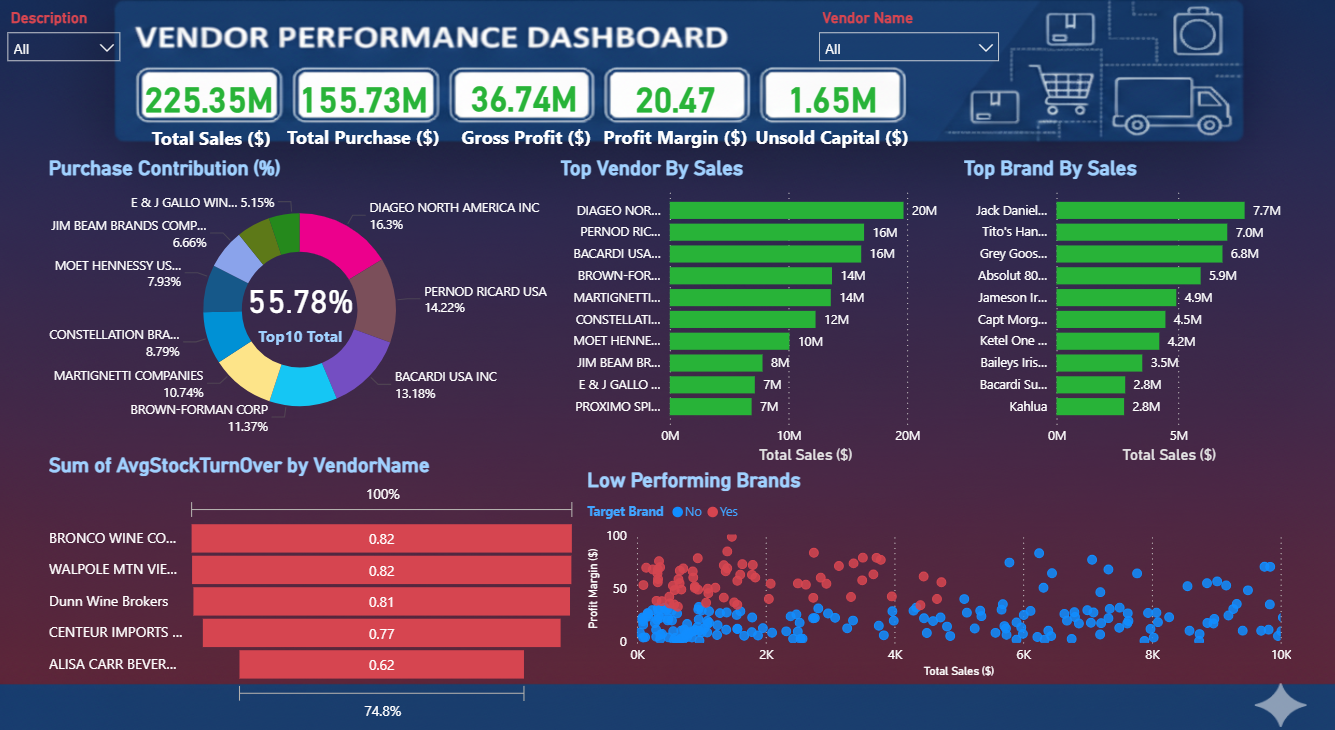 Description
All
VENDOR PERFORMANCE DASHBOARD
Vendor Name
All
225.35M
Total Sales ($)
155.73M
Total Purchase ($)
36.74M
Gross Profit ($)
20.47
Profit Margin ($)
1.65M
Unsold Capital ($)
Purchase Contribution (%)
E & J GALLO WIN... 5.15%
JIM BEAM BRANDS COMP...
6.66%
MOET HENNESSY US...
7.93%
CONSTELLATION BRA...
8.79%
MARTIGNETTI COMPANIES
10.74%
BROWN-FORMAN CORP
11.37%
DIAGEO NORTH AMERICA INC
16.3%
PERNOD RICARD USA
14.22%
BACARDI USA INC
13.18%
55.78%
Top10 Total
Top Vendor By Sales
DIAGEO NOR... 20M
PERNOD RIC... 16M
BACARDI USA... 16M
BROWN-FOR... 14M
MARTIGNETTI... 14M
CONSTELLATI... 12M
MOET HENNE... 10M
JIM BEAM BR... 8M
E & J GALLO ... 7M
PROXIMO SPI... 7M
0M 10M 20M
Total Sales ($)
Top Brand By Sales
Jack Daniel... 7.7M
Tito's Han... 7.0M
Grey Goos... 6.8M
Absolut 80... 5.9M
Jameson Ir... 4.9M
Capt Morg... 4.5M
Ketel One ... 4.2M
Baileys Iris... 3.5M
Bacardi Su... 2.8M
Kahlua 2.8M
0M 5M
Total Sales ($)
Sum of AvgStockTurnOver by VendorName
100%
BRONCO WINE CO... 0.82
WALPOLE MTN VIE... 0.82
Dunn Wine Brokers 0.81
CENTEUR IMPORTS ... 0.77
ALISA CARR BEVER... 0.62
74.8%
Low Performing Brands
Target Brand No Yes
Profit Margin ($)
100
50
0
0K 2K 4K 6K 8K 10K
Total Sales ($)